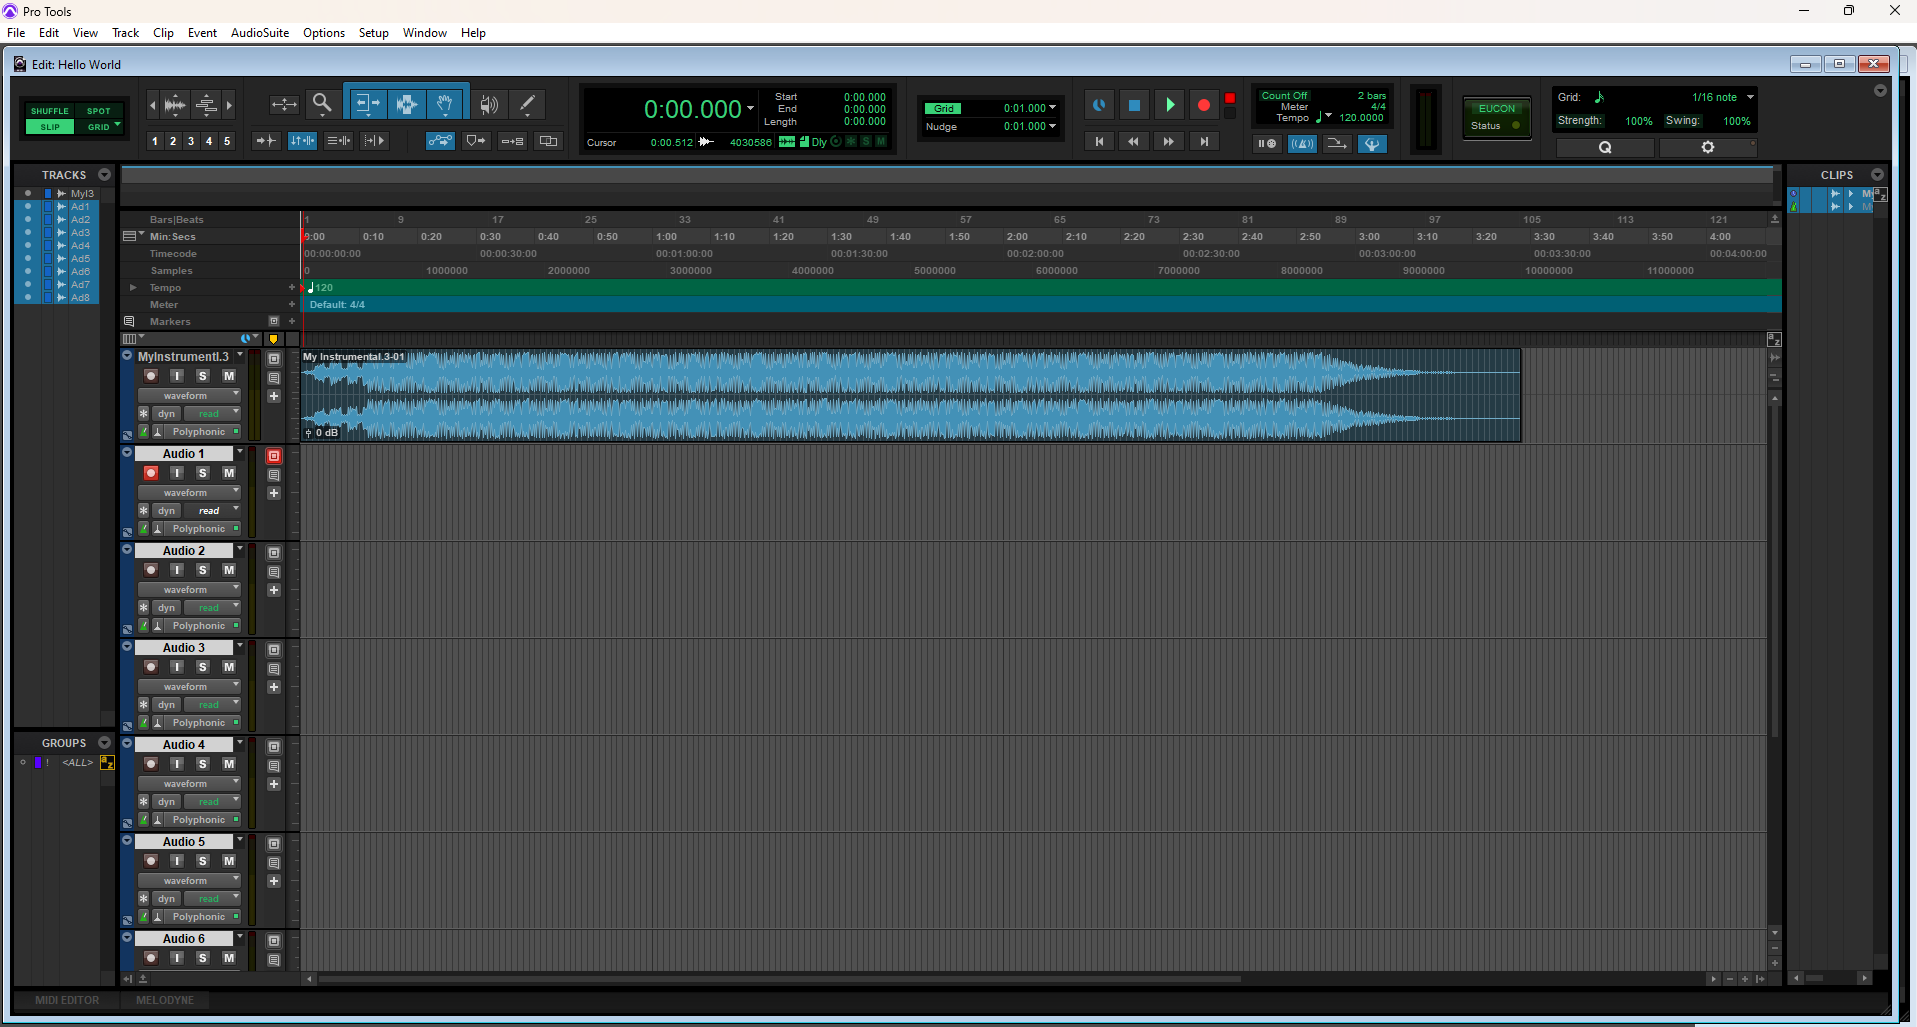 Pro Tools
File Edit View Track Clip Event AudioSuite Options Setup Window Help
Edit: Hello World
SHUFFLE SPOT
SLIP GRID
1 2 3 4 5
0:00.000
Start 0:00.000
End 0:00.000
Length 0:00.000
Cursor 0:00.512 4030586 Dly S M
Grid 0:01.000
Nudge 0:01.000
Count Off 2 bars
Meter 4/4
Tempo 120.0000
EUCON
Status
Grid: 1/16 note
Strength: 100% Swing: 100%
Q
TRACKS
MyI3
Ad1
Ad2
Ad3
Ad4
Ad5
Ad6
Ad7
Ad8
GROUPS
! <ALL> a z
CLIPS
a z
Bars|Beats 1 9 17 25 33 41 49 57 65 73 81 89 97 105 113 121
Min:Secs 0:00 0:10 0:20 0:30 0:40 0:50 1:00 1:10 1:20 1:30 1:40 1:50 2:00 2:10 2:20 2:30 2:40 2:50 3:00 3:10 3:20 3:30 3:40 3:50 4:00
Timecode 00:00:00:00 00:00:30:00 00:01:00:00 00:01:30:00 00:02:00:00 00:02:30:00 00:03:00:00 00:03:30:00 00:04:00:00
Samples 0 1000000 2000000 3000000 4000000 5000000 6000000 7000000 8000000 9000000 10000000 11000000
Tempo 120
Meter Default: 4/4
Markers
a z
MyInstrumentl.3
I S M
waveform
dyn read
Polyphonic
My Instrumental.3-01
0 dB
Audio 1
I S M
waveform
dyn read
Polyphonic
Audio 2
I S M
waveform
dyn read
Polyphonic
Audio 3
I S M
waveform
dyn read
Polyphonic
Audio 4
I S M
waveform
dyn read
Polyphonic
Audio 5
I S M
waveform
dyn read
Polyphonic
Audio 6
I S M
MIDI EDITOR MELODYNE